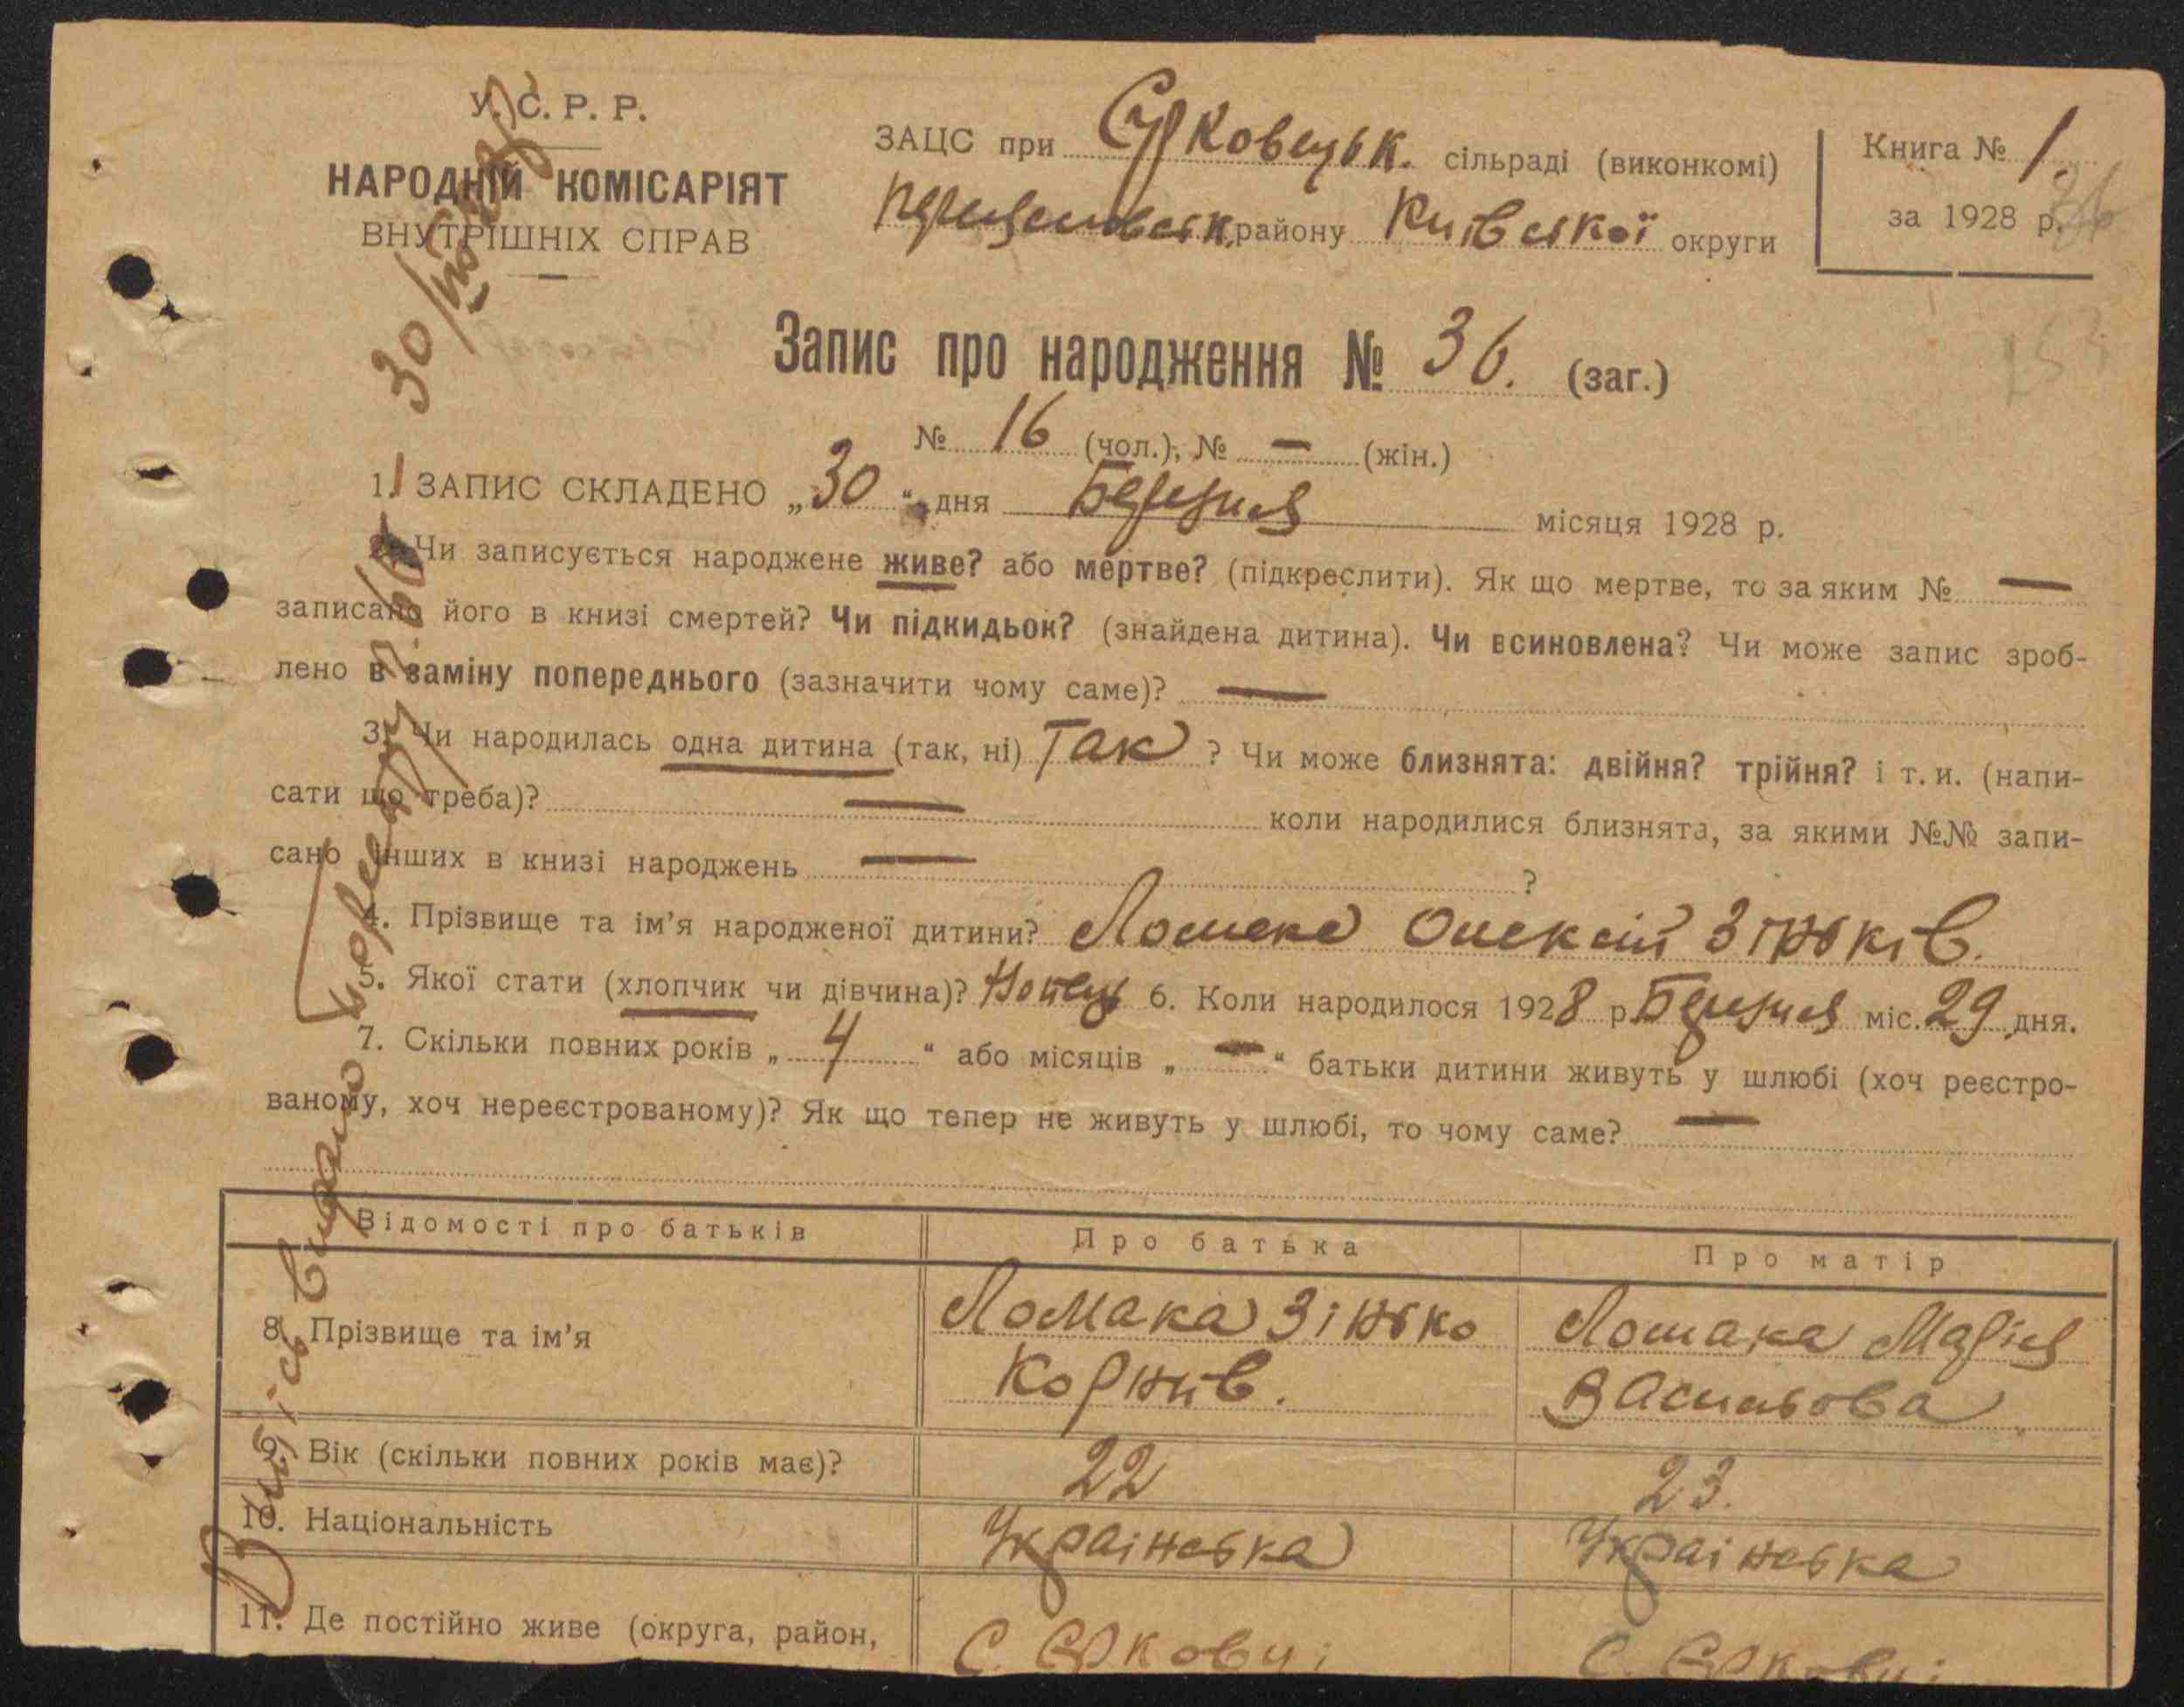 У. С. Р. Р.
НАРОДНІЙ КОМІСАРІЯТ
ВНУТРІШНІХ СПРАВ
ЗАЦС при сільраді (виконкомі)
району Київської округи
Книга № 1.
за 1928 р.
Запис про народження № 36. (заг.)
№ 16 (чол.); № — (жін.)
1. ЗАПИС СКЛАДЕНО „30“ дня Березня місяця 1928 р.
2. Чи записується народжене живе? або мертве? (підкреслити). Як що мертве, то за яким № —
записано його в книзі смертей? Чи підкидьок? (знайдена дитина). Чи всиновлена? Чи може запис зроб-
лено в заміну попереднього (зазначити чому саме)? —
3. Чи народилась одна дитина (так, ні) Так ? Чи може близнята: двійня? трійня? і т. и. (напи-
сати що треба)? — коли народилися близнята, за якими №№ запи-
сано інших в книзі народжень — ?
4. Прізвище та ім’я народженої дитини? Ломака Олексій Зіньків.
5. Якої стати (хлопчик чи дівчина)? 6. Коли народилося 1928 р. Березня міс. 29 дня.
7. Скільки повних років „ 4 “ або місяців „ — “ батьки дитини живуть у шлюбі (хоч реєстро-
ваному, хоч нереєстрованому)? Як що тепер не живуть у шлюбі, то чому саме? —
Відомості про батьків Про батька Про матір
8. Прізвище та ім’я Ломака Зінько Ломака Марія
Корніїв. Васильова
9. Вік (скільки повних років має)? 22 23.
10. Національність Українська Українська
11. Де постійно живе (округа, район, С. С.